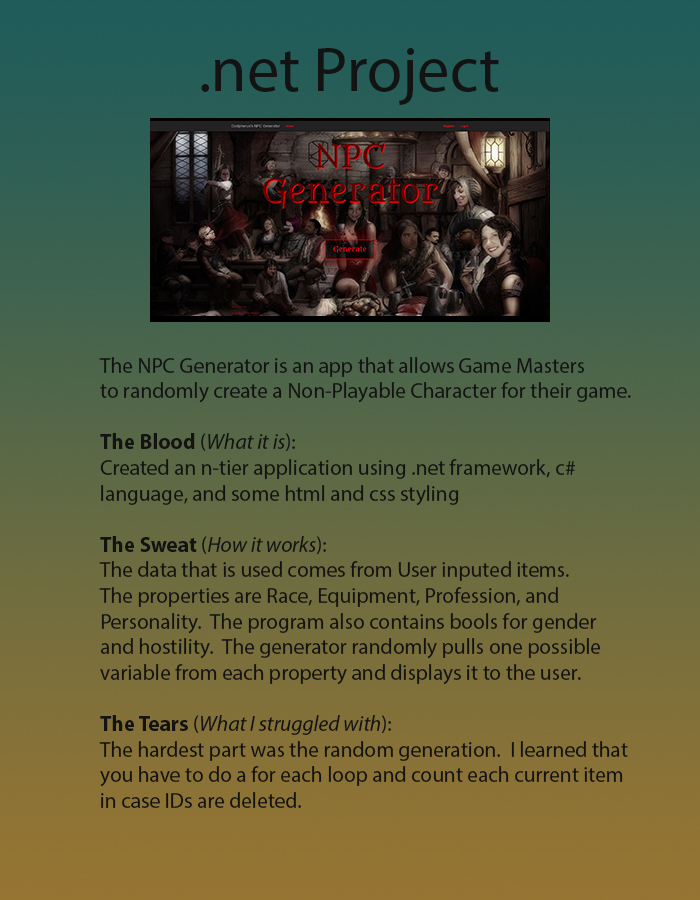 .net Project
NPC
Generator
Generate
The NPC Generator is an app that allows Game Masters
to randomly create a Non-Playable Character for their game.
The Blood (What it is):
Created an n-tier application using .net framework, c#
language, and some html and css styling
The Sweat (How it works):
The data that is used comes from User inputed items.
The properties are Race, Equipment, Profession, and
Personality. The program also contains bools for gender
and hostility. The generator randomly pulls one possible
variable from each property and displays it to the user.
The Tears (What I struggled with):
The hardest part was the random generation. I learned that
you have to do a for each loop and count each current item
in case IDs are deleted.